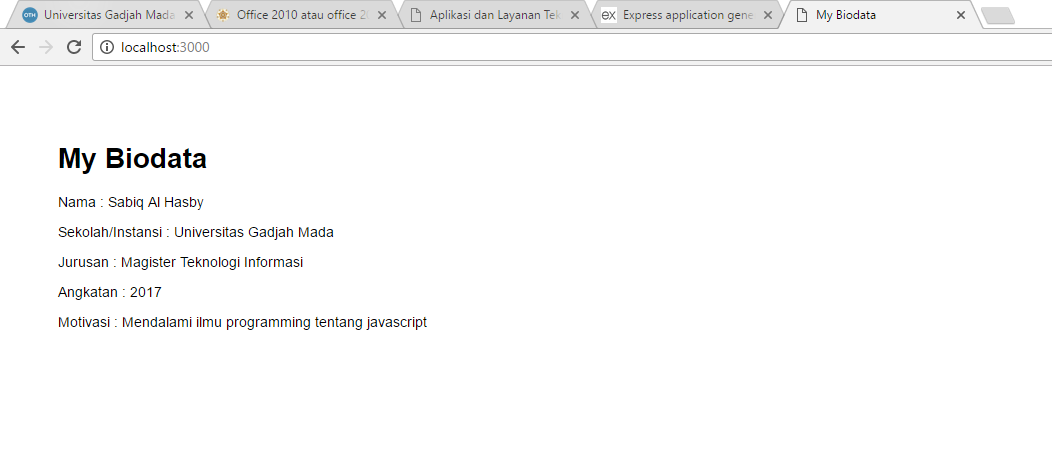 Universitas Gadjah Mada
Office 2010 atau office
Aplikasi dan Layanan Tek
Express application gene
My Biodata
localhost:3000
My Biodata
Nama : Sabiq Al Hasby
Sekolah/Instansi : Universitas Gadjah Mada
Jurusan : Magister Teknologi Informasi
Angkatan : 2017
Motivasi : Mendalami ilmu programming tentang javascript